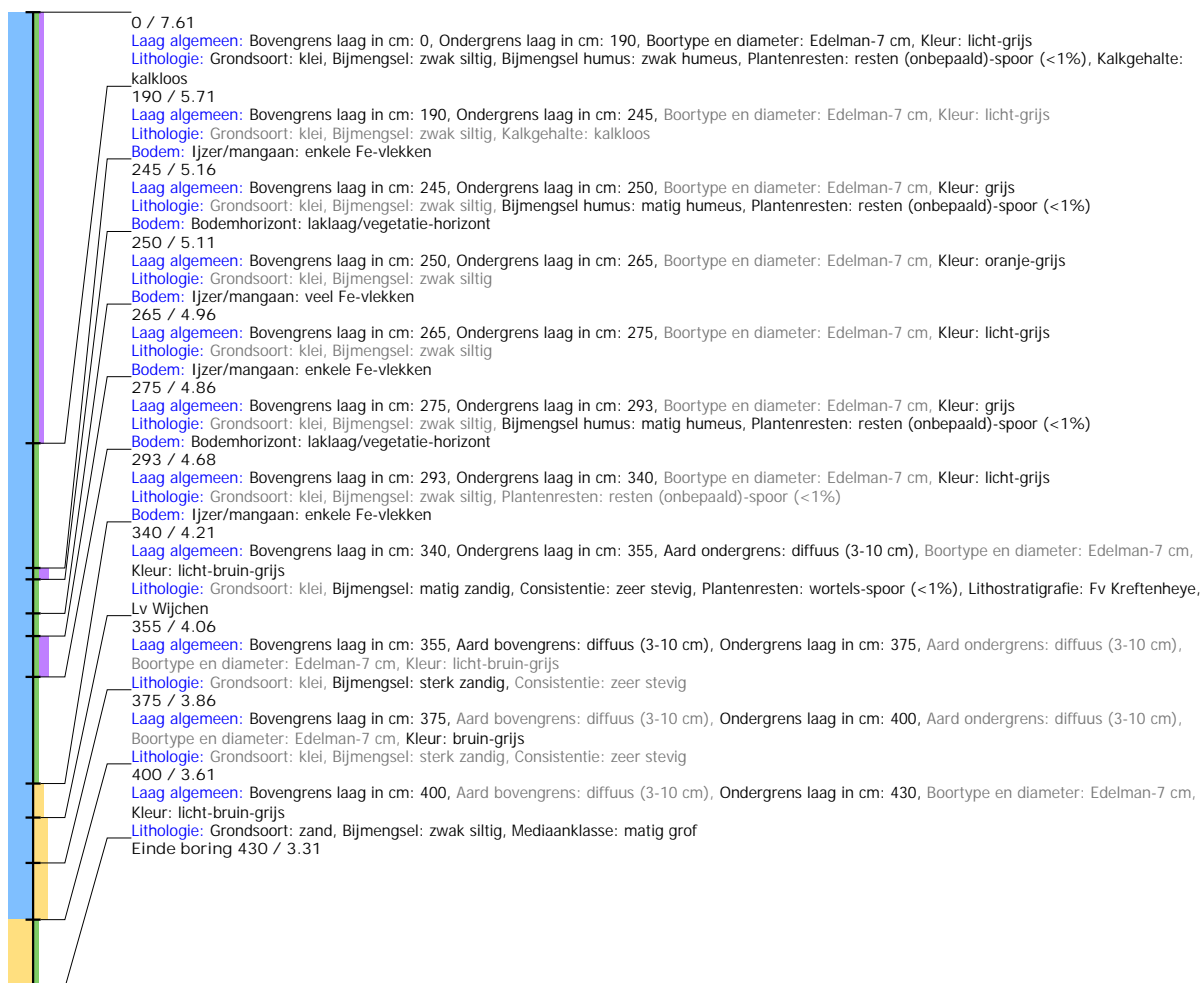 0 / 7.61
Laag algemeen: Bovengrens laag in cm: 0, Ondergrens laag in cm: 190, Boortype en diameter: Edelman-7 cm, Kleur: licht-grijs
Lithologie: Grondsoort: klei, Bijmengsel: zwak siltig, Bijmengsel humus: zwak humeus, Plantenresten: resten (onbepaald)-spoor (<1%), Kalkgehalte:
kalkloos
190 / 5.71
Laag algemeen: Bovengrens laag in cm: 190, Ondergrens laag in cm: 245, Boortype en diameter: Edelman-7 cm, Kleur: licht-grijs
Lithologie: Grondsoort: klei, Bijmengsel: zwak siltig, Kalkgehalte: kalkloos
Bodem: Ijzer/mangaan: enkele Fe-vlekken
245 / 5.16
Laag algemeen: Bovengrens laag in cm: 245, Ondergrens laag in cm: 250, Boortype en diameter: Edelman-7 cm, Kleur: grijs
Lithologie: Grondsoort: klei, Bijmengsel: zwak siltig, Bijmengsel humus: matig humeus, Plantenresten: resten (onbepaald)-spoor (<1%)
Bodem: Bodemhorizont: laklaag/vegetatie-horizont
250 / 5.11
Laag algemeen: Bovengrens laag in cm: 250, Ondergrens laag in cm: 265, Boortype en diameter: Edelman-7 cm, Kleur: oranje-grijs
Lithologie: Grondsoort: klei, Bijmengsel: zwak siltig
Bodem: Ijzer/mangaan: veel Fe-vlekken
265 / 4.96
Laag algemeen: Bovengrens laag in cm: 265, Ondergrens laag in cm: 275, Boortype en diameter: Edelman-7 cm, Kleur: licht-grijs
Lithologie: Grondsoort: klei, Bijmengsel: zwak siltig
Bodem: Ijzer/mangaan: enkele Fe-vlekken
275 / 4.86
Laag algemeen: Bovengrens laag in cm: 275, Ondergrens laag in cm: 293, Boortype en diameter: Edelman-7 cm, Kleur: grijs
Lithologie: Grondsoort: klei, Bijmengsel: zwak siltig, Bijmengsel humus: matig humeus, Plantenresten: resten (onbepaald)-spoor (<1%)
Bodem: Bodemhorizont: laklaag/vegetatie-horizont
293 / 4.68
Laag algemeen: Bovengrens laag in cm: 293, Ondergrens laag in cm: 340, Boortype en diameter: Edelman-7 cm, Kleur: licht-grijs
Lithologie: Grondsoort: klei, Bijmengsel: zwak siltig, Plantenresten: resten (onbepaald)-spoor (<1%)
Bodem: Ijzer/mangaan: enkele Fe-vlekken
340 / 4.21
Laag algemeen: Bovengrens laag in cm: 340, Ondergrens laag in cm: 355, Aard ondergrens: diffuus (3-10 cm), Boortype en diameter: Edelman-7 cm,
Kleur: licht-bruin-grijs
Lithologie: Grondsoort: klei, Bijmengsel: matig zandig, Consistentie: zeer stevig, Plantenresten: wortels-spoor (<1%), Lithostratigrafie: Fv Kreftenheye,
Lv Wijchen
355 / 4.06
Laag algemeen: Bovengrens laag in cm: 355, Aard bovengrens: diffuus (3-10 cm), Ondergrens laag in cm: 375, Aard ondergrens: diffuus (3-10 cm),
Boortype en diameter: Edelman-7 cm, Kleur: licht-bruin-grijs
Lithologie: Grondsoort: klei, Bijmengsel: sterk zandig, Consistentie: zeer stevig
375 / 3.86
Laag algemeen: Bovengrens laag in cm: 375, Aard bovengrens: diffuus (3-10 cm), Ondergrens laag in cm: 400, Aard ondergrens: diffuus (3-10 cm),
Boortype en diameter: Edelman-7 cm, Kleur: bruin-grijs
Lithologie: Grondsoort: klei, Bijmengsel: sterk zandig, Consistentie: zeer stevig
400 / 3.61
Laag algemeen: Bovengrens laag in cm: 400, Aard bovengrens: diffuus (3-10 cm), Ondergrens laag in cm: 430, Boortype en diameter: Edelman-7 cm,
Kleur: licht-bruin-grijs
Lithologie: Grondsoort: zand, Bijmengsel: zwak siltig, Mediaanklasse: matig grof
Einde boring 430 / 3.31